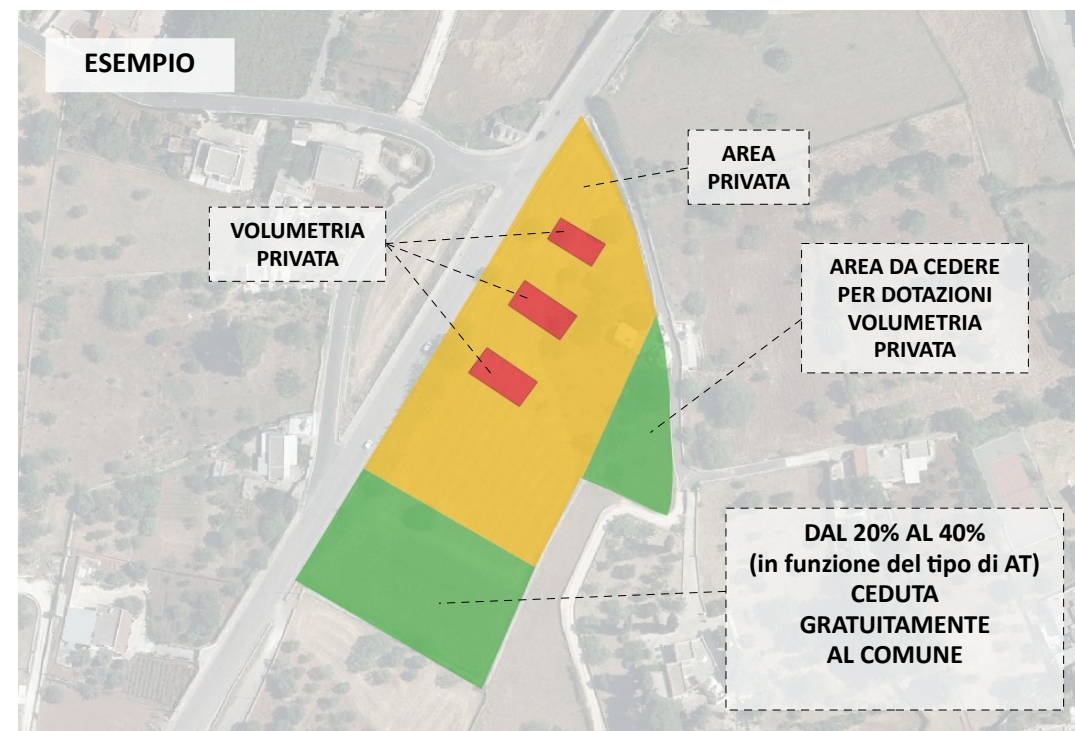 ESEMPIO
AREA
PRIVATA
VOLUMETRIA
PRIVATA
AREA DA CEDERE
PER DOTAZIONI
VOLUMETRIA
PRIVATA
DAL 20% AL 40%
(in funzione del tipo di AT)
CEDUTA
GRATUITAMENTE
AL COMUNE